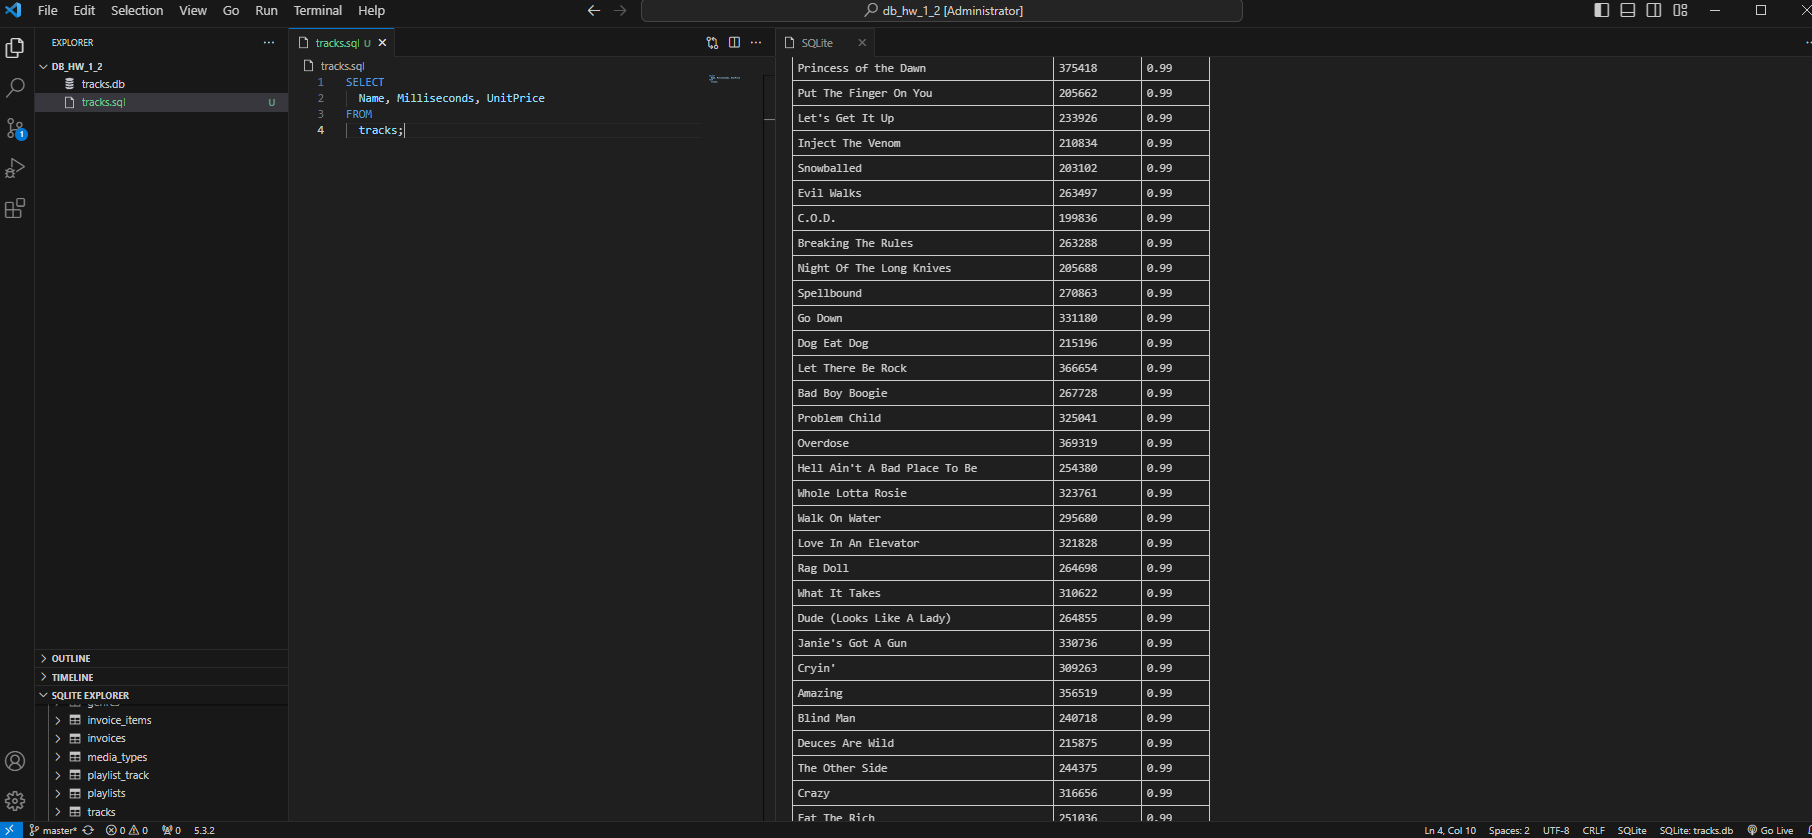 File Edit Selection View Go Run Terminal Help
db_hw_1_2 [Administrator]
EXPLORER
DB_HW_1_2
tracks.db
tracks.sql U
1
OUTLINE
TIMELINE
SQLITE EXPLORER
genres
invoice_items
invoices
media_types
playlist_track
playlists
tracks
tracks.sql U
tracks.sql
1 SELECT
2 Name, Milliseconds, UnitPrice
3 FROM
4 tracks;
SQLite
Princess of the Dawn 375418 0.99
Put The Finger On You 205662 0.99
Let's Get It Up 233926 0.99
Inject The Venom 210834 0.99
Snowballed 203102 0.99
Evil Walks 263497 0.99
C.O.D. 199836 0.99
Breaking The Rules 263288 0.99
Night Of The Long Knives 205688 0.99
Spellbound 270863 0.99
Go Down 331180 0.99
Dog Eat Dog 215196 0.99
Let There Be Rock 366654 0.99
Bad Boy Boogie 267728 0.99
Problem Child 325041 0.99
Overdose 369319 0.99
Hell Ain't A Bad Place To Be 254380 0.99
Whole Lotta Rosie 323761 0.99
Walk On Water 295680 0.99
Love In An Elevator 321828 0.99
Rag Doll 264698 0.99
What It Takes 310622 0.99
Dude (Looks Like A Lady) 264855 0.99
Janie's Got A Gun 330736 0.99
Cryin' 309263 0.99
Amazing 356519 0.99
Blind Man 240718 0.99
Deuces Are Wild 215875 0.99
The Other Side 244375 0.99
Crazy 316656 0.99
Eat The Rich 251036 0.99
master* 0 0 0 5.3.2
Ln 4, Col 10 Spaces: 2 UTF-8 CRLF SQLite SQLite: tracks.db Go Live